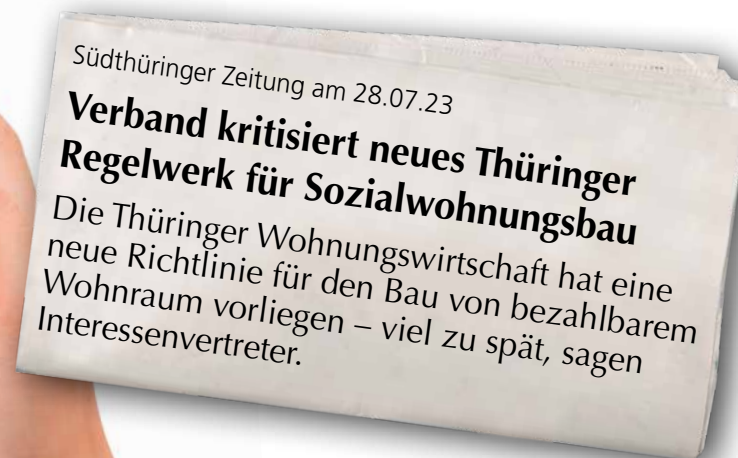 Südthüringer Zeitung am 28.07.23
Verband kritisiert neues Thüringer
Regelwerk für Sozialwohnungsbau
Die Thüringer Wohnungswirtschaft hat eine
neue Richtlinie für den Bau von bezahlbarem
Wohnraum vorliegen – viel zu spät, sagen
Interessenvertreter.